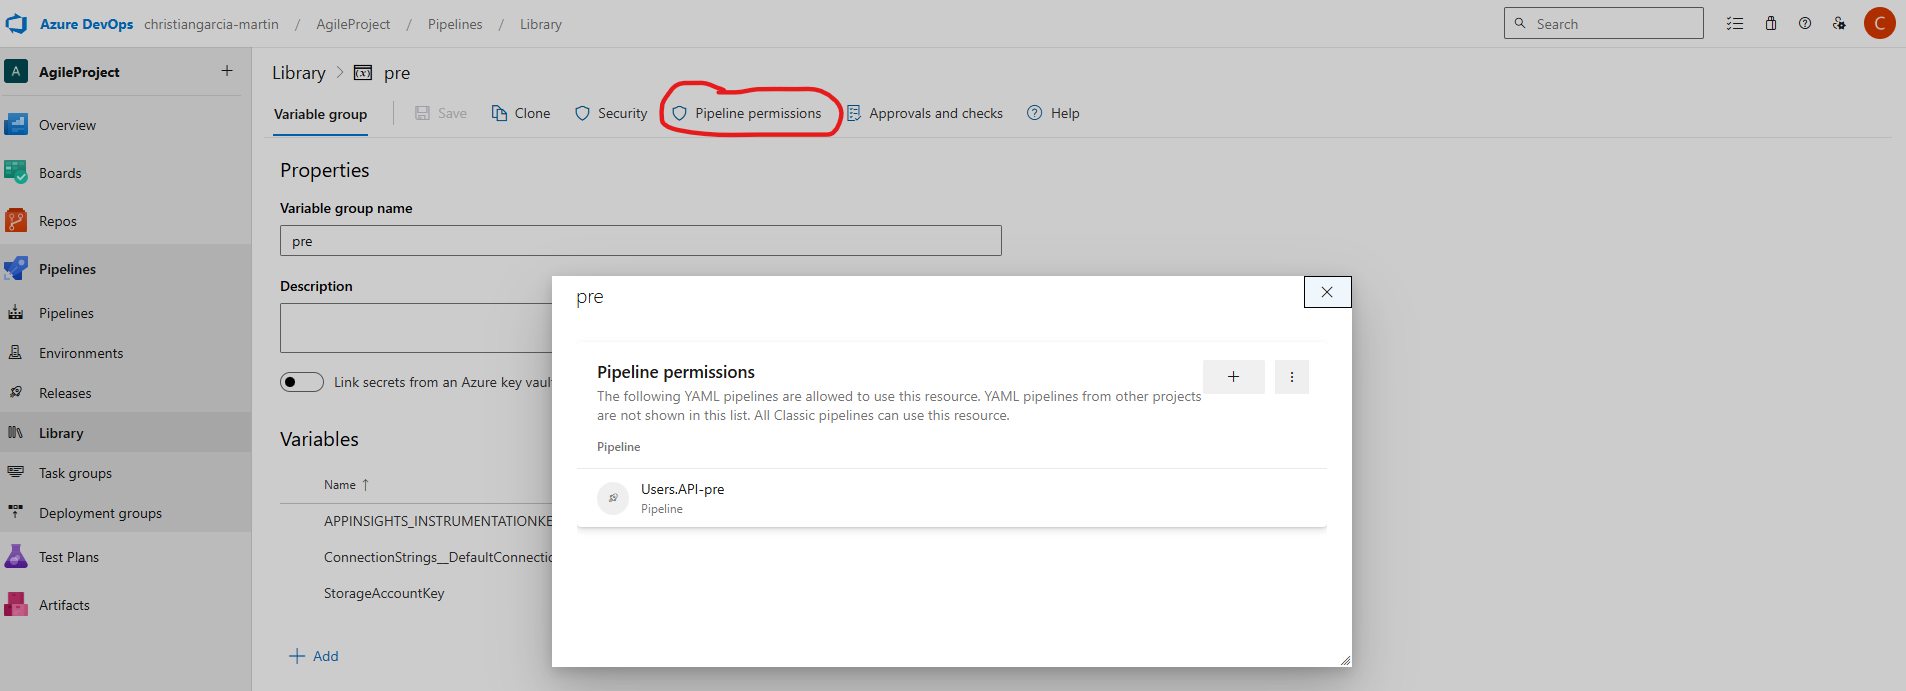 Azure DevOps christiangarcia-martin / AgileProject / Pipelines / Library
Search
C
A AgileProject
Overview
Boards
Repos
Pipelines
Pipelines
Environments
Releases
Library
Task groups
Deployment groups
Test Plans
Artifacts
Library > (x) pre
Variable group
Save
Clone
Security
Pipeline permissions
Approvals and checks
Help
Properties
Variable group name
pre
Description
Link secrets from an Azure key vaul
Variables
Name ↑
APPINSIGHTS_INSTRUMENTATIONKE
ConnectionStrings__DefaultConnectio
StorageAccountKey
Add
pre
Pipeline permissions
The following YAML pipelines are allowed to use this resource. YAML pipelines from other projects
are not shown in this list. All Classic pipelines can use this resource.
Pipeline
Users.API-pre
Pipeline